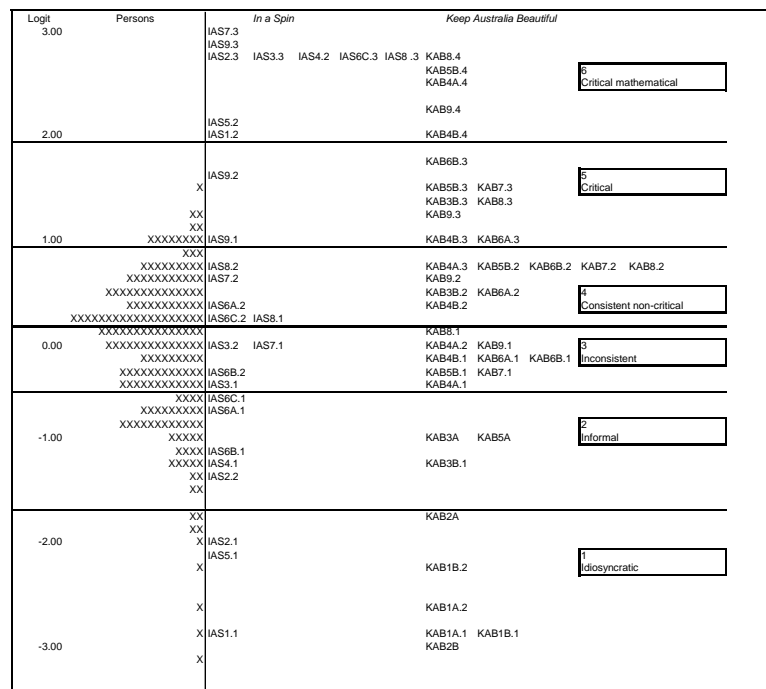 Logit Persons In a Spin Keep Australia Beautiful
3.00 IAS7.3
IAS9.3
IAS2.3 IAS3.3 IAS4.2 IAS6C.3 IAS8 .3 KAB8.4
KAB5B.4 6
KAB4A.4 Critical mathematical
KAB9.4
IAS5.2
2.00 IAS1.2 KAB4B.4
KAB6B.3
IAS9.2 5
X KAB5B.3 KAB7.3 Critical
KAB3B.3 KAB8.3
XX KAB9.3
XX
1.00 XXXXXXXX IAS9.1 KAB4B.3 KAB6A.3
XXX
XXXXXXXXX IAS8.2 KAB4A.3 KAB5B.2 KAB6B.2 KAB7.2 KAB8.2
XXXXXXXXXXX IAS7.2 KAB9.2
XXXXXXXXXXXXXX KAB3B.2 KAB6A.2 4
XXXXXXXXXXX IAS6A.2 KAB4B.2 Consistent non-critical
XXXXXXXXXXXXXXXXXXX IAS6C.2 IAS8.1
XXXXXXXXXXXXXXX KAB8.1
0.00 XXXXXXXXXXXXXX IAS3.2 IAS7.1 KAB4A.2 KAB9.1 3
XXXXXXXXX KAB4B.1 KAB6A.1 KAB6B.1 Inconsistent
XXXXXXXXXXXX IAS6B.2 KAB5B.1 KAB7.1
XXXXXXXXXXXX IAS3.1 KAB4A.1
XXXX IAS6C.1
XXXXXXXXX IAS6A.1
XXXXXXXXXXXX 2
-1.00 XXXXX KAB3A KAB5A Informal
XXXX IAS6B.1
XXXXX IAS4.1 KAB3B.1
XX IAS2.2
XX
XX KAB2A
XX
-2.00 X IAS2.1
IAS5.1 1
X KAB1B.2 Idiosyncratic
X KAB1A.2
X IAS1.1 KAB1A.1 KAB1B.1
-3.00 KAB2B
X